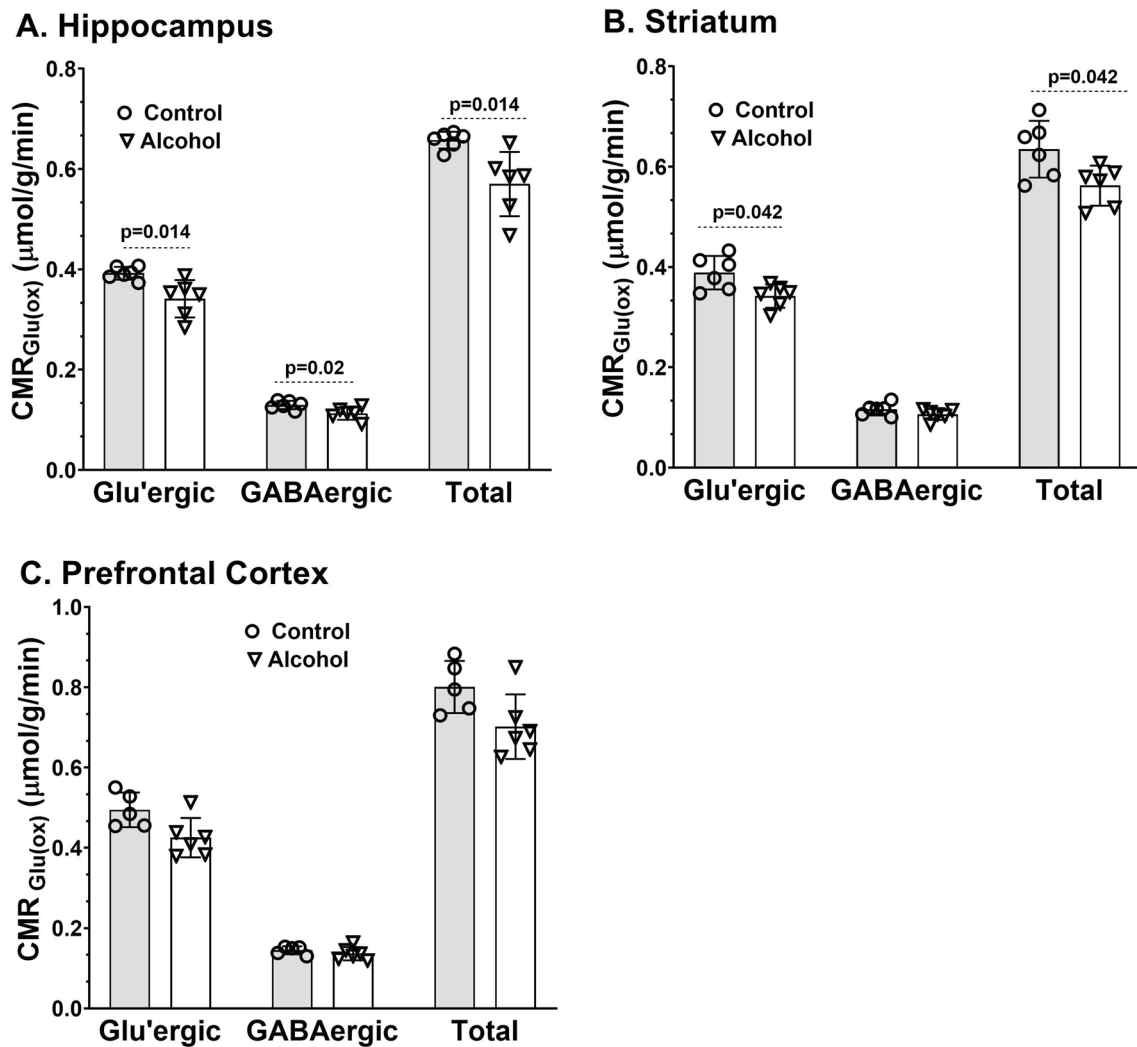 A. Hippocampus
0.8
0.6
0.4
0.2
0.0
CMRGlu(ox) (μmol/g/min)
Control
Alcohol
p=0.014
p=0.02
p=0.014
Glu'ergic GABAergic Total
B. Striatum
0.8
0.6
0.4
0.2
0.0
CMRGlu(ox) (μmol/g/min)
Control
Alcohol
p=0.042
p=0.042
Glu'ergic GABAergic Total
C. Prefrontal Cortex
1.0
0.8
0.6
0.4
0.2
0.0
CMR Glu(ox) (μmol/g/min)
Control
Alcohol
Glu'ergic GABAergic Total